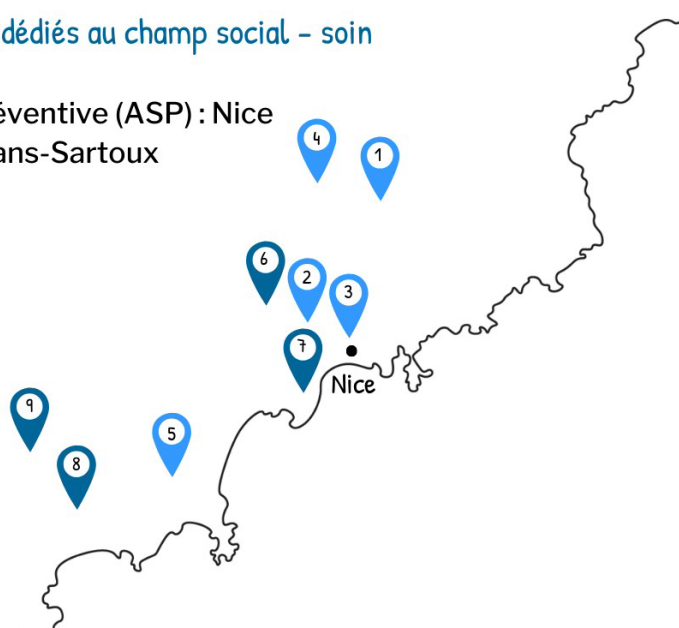 dédiés au champ social – soin
éventive (ASP) : Nice
ans-Sartoux
4
1
6
2
3
7
Nice
9
5
8